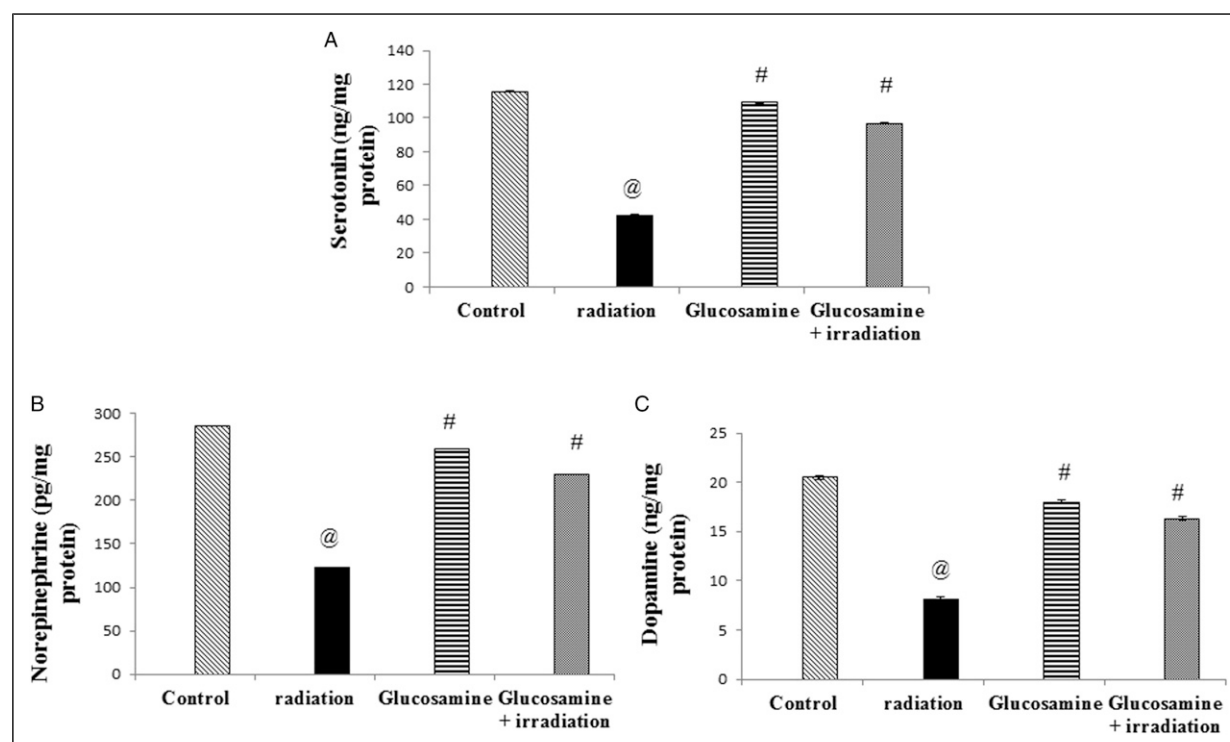 A
Serotonin (ng/mg
protein)
140
120
100
80
60
40
20
0
@
#
#
Control
radiation
Glucosamine
Glucosamine
+ irradiation
B
Norepinephrine (pg/mg
protein)
300
250
200
150
100
50
0
@
#
#
Control
radiation
Glucosamine
Glucosamine
+ irradiation
C
Dopamine (ng/mg
protein)
25
20
15
10
5
0
@
#
#
Control
radiation
Glucosamine
Glucosamine
+ irradiation